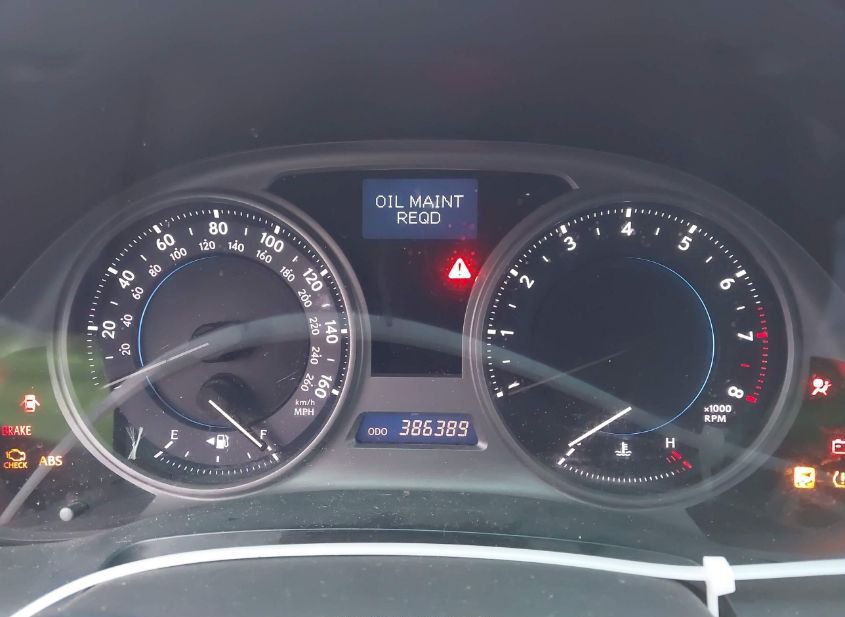 OIL MAINT
REQD
20
40
60
80
100
120
140
160
20
40
60
80
100
120
140
160
180
200
220
240
260
km/h
MPH
1
2
3
4
5
6
7
8
x1000
RPM
E
F
H
ODO 386389
BRAKE
CHECK
ABS